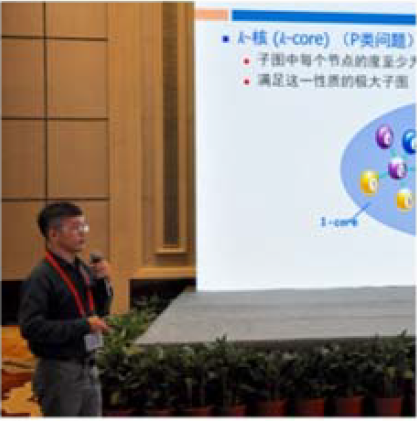 k-核 (k-core) （P类问题）
子图中每个节点的度至少为
满足这一性质的极大子图
1-core